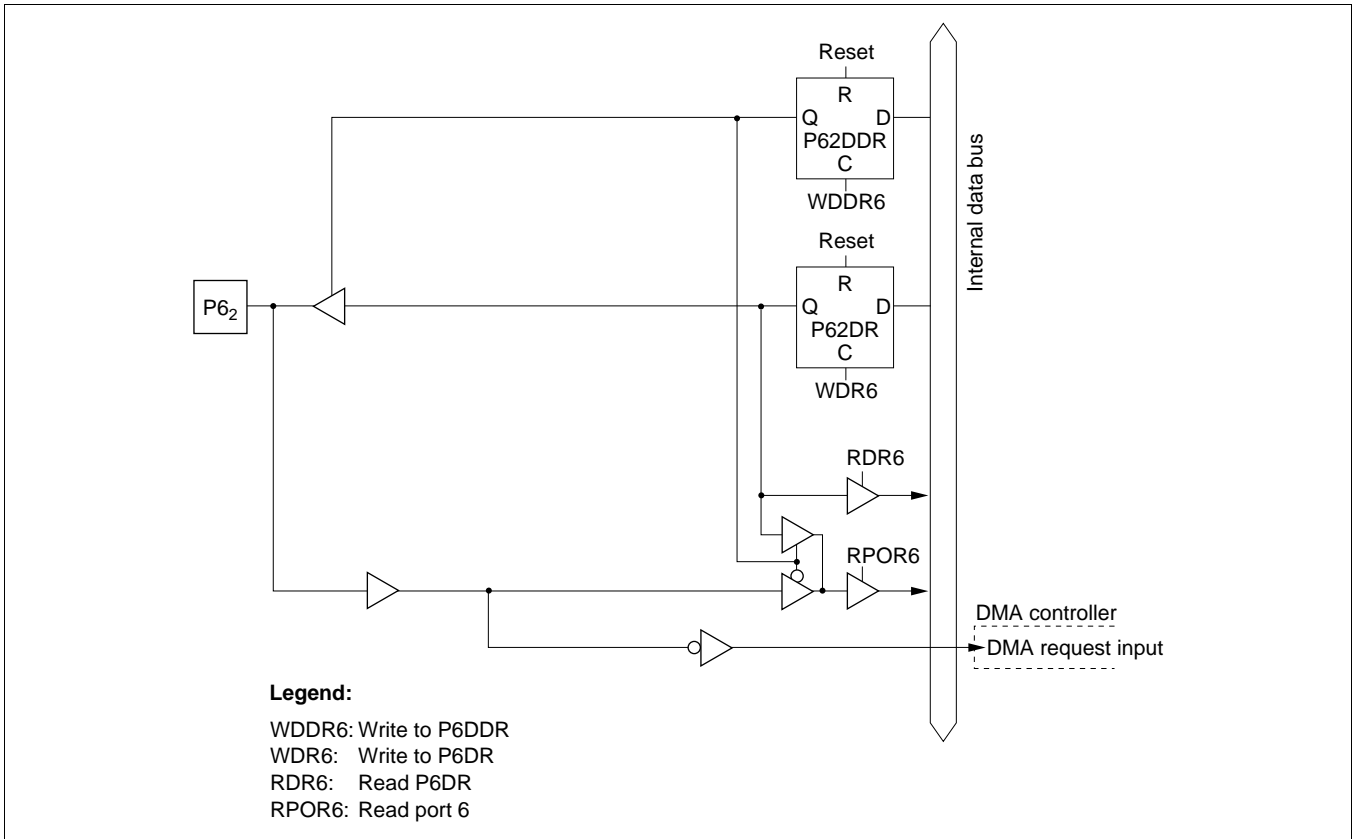 Reset
R
Q D
P62DDR
C
WDDR6
Reset
R
Q D
P62DR
C
WDR6
P6₂
Internal data bus
RDR6
RPOR6
DMA controller
DMA request input
Legend:
WDDR6: Write to P6DDR
WDR6: Write to P6DR
RDR6: Read P6DR
RPOR6: Read port 6